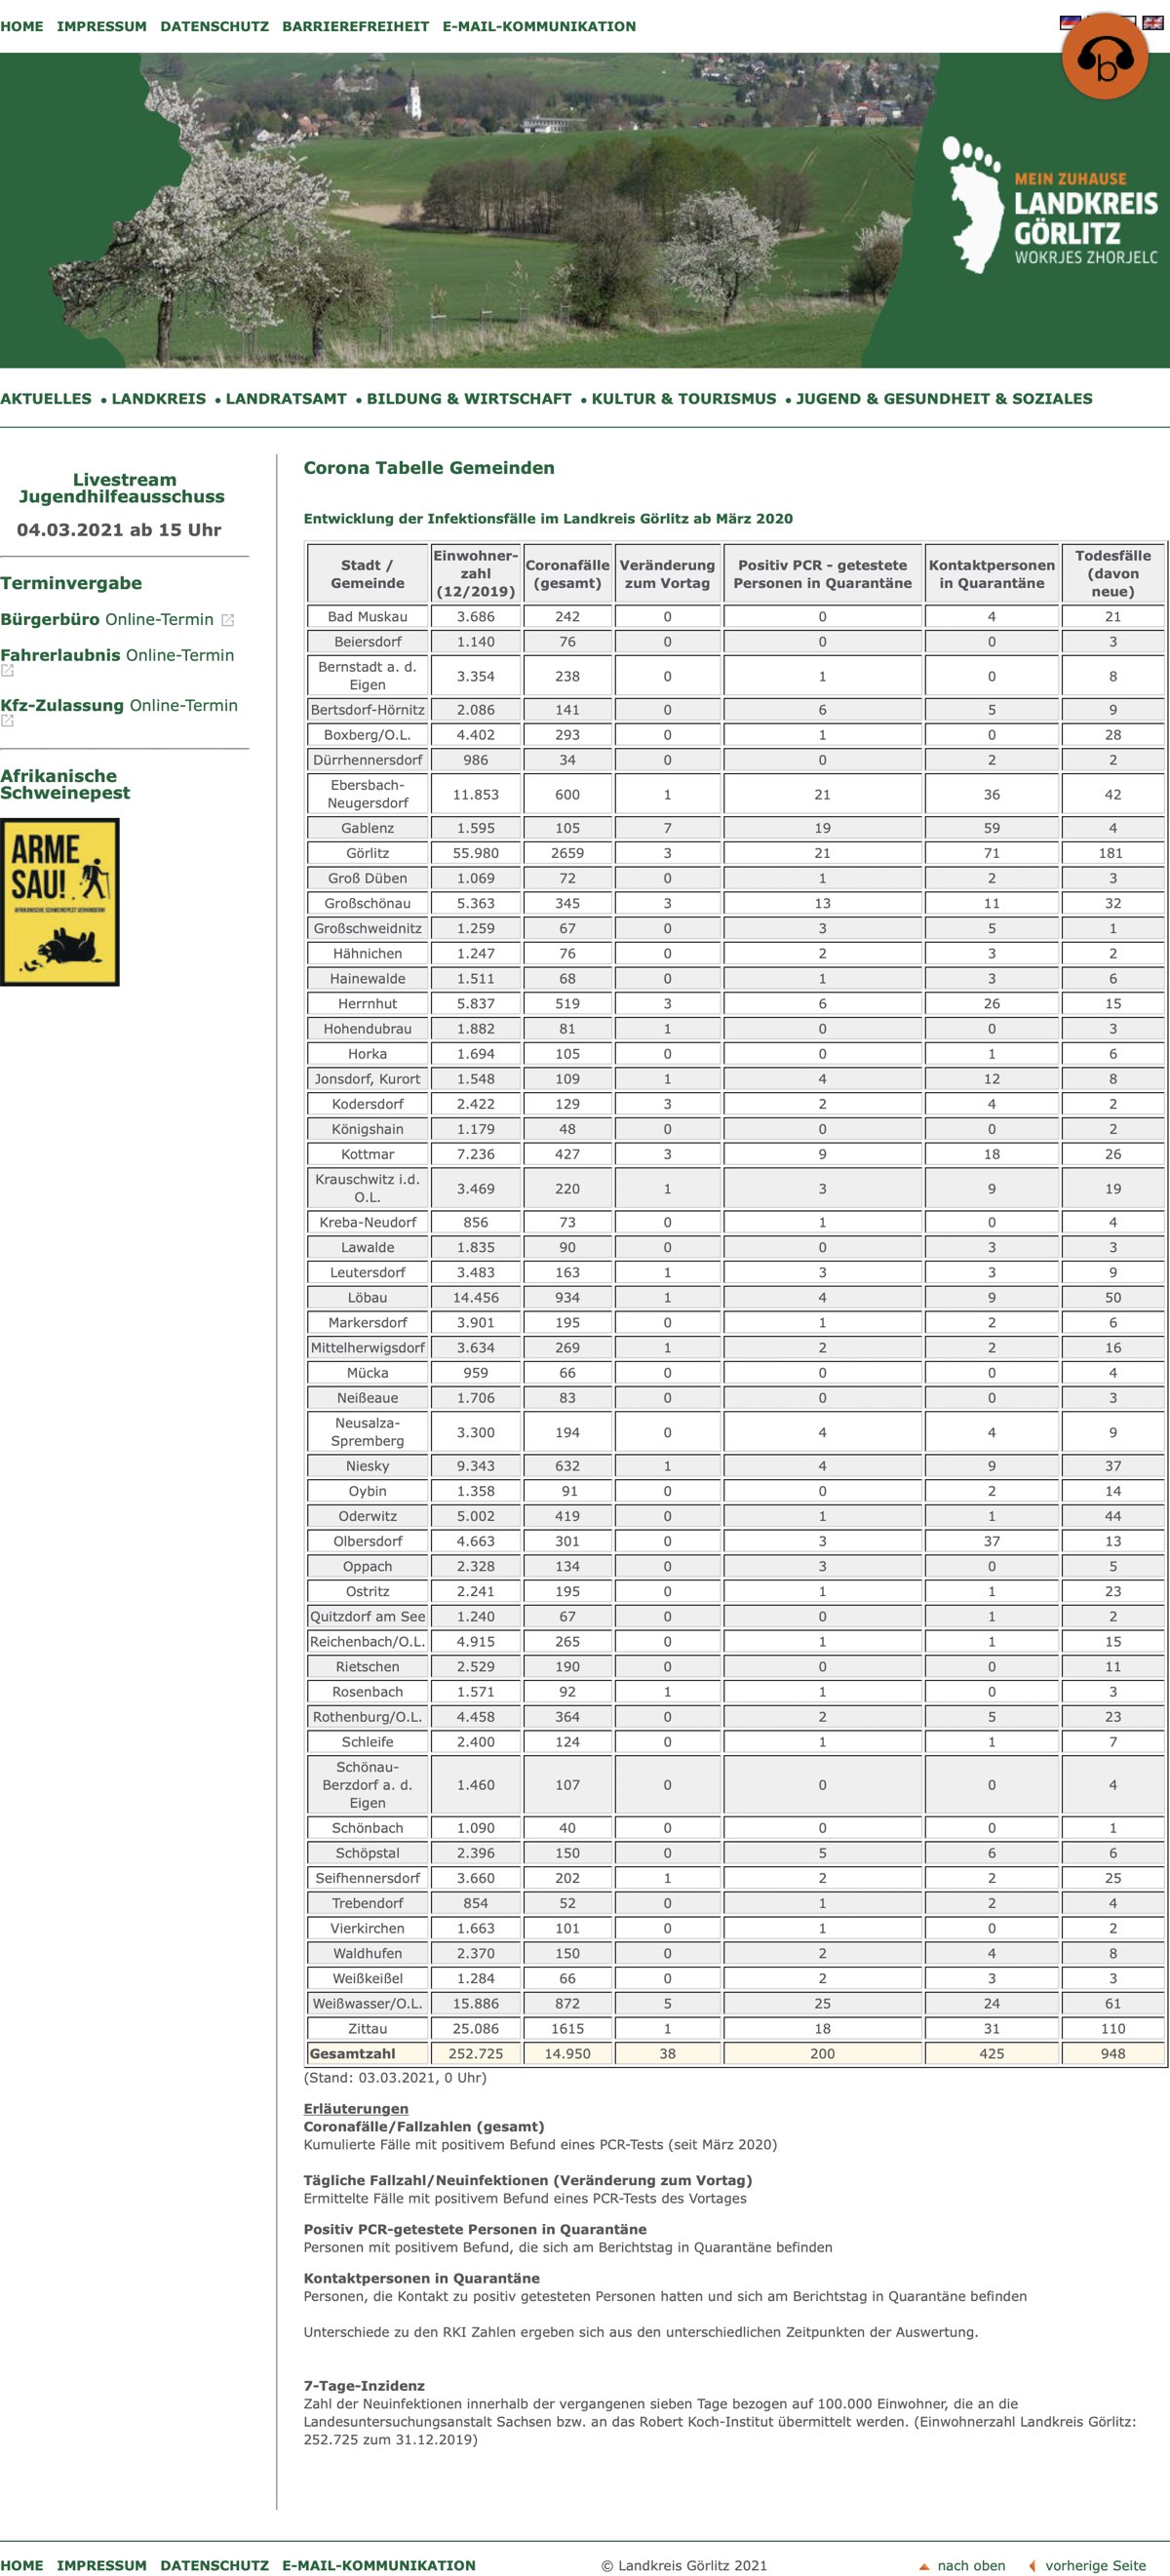 HOME IMPRESSUM DATENSCHUTZ BARRIEREFREIHEIT E-MAIL-KOMMUNIKATION
b
MEIN ZUHAUSE
LANDKREIS
GÖRLITZ
WOKRJES ZHORJELC
AKTUELLES • LANDKREIS • LANDRATSAMT • BILDUNG & WIRTSCHAFT • KULTUR & TOURISMUS • JUGEND & GESUNDHEIT & SOZIALES
Livestream
Jugendhilfeausschuss
04.03.2021 ab 15 Uhr
Terminvergabe
Bürgerbüro Online-Termin
Fahrerlaubnis Online-Termin
Kfz-Zulassung Online-Termin
Afrikanische
Schweinepest
ARME
SAU!
AFRIKANISCHE SCHWEINEPEST VERHINDERN!
Corona Tabelle Gemeinden
Entwicklung der Infektionsfälle im Landkreis Görlitz ab März 2020
Stadt / Gemeinde Einwohner-zahl (12/2019) Coronafälle (gesamt) Veränderung zum Vortag Positiv PCR - getestete Personen in Quarantäne Kontaktpersonen in Quarantäne Todesfälle (davon neue)
Bad Muskau 3.686 242 0 0 4 21
Beiersdorf 1.140 76 0 0 0 3
Bernstadt a. d. Eigen 3.354 238 0 1 0 8
Bertsdorf-Hörnitz 2.086 141 0 6 5 9
Boxberg/O.L. 4.402 293 0 1 0 28
Dürrhennersdorf 986 34 0 0 2 2
Ebersbach-Neugersdorf 11.853 600 1 21 36 42
Gablenz 1.595 105 7 19 59 4
Görlitz 55.980 2659 3 21 71 181
Groß Düben 1.069 72 0 1 2 3
Großschönau 5.363 345 3 13 11 32
Großschweidnitz 1.259 67 0 3 5 1
Hähnichen 1.247 76 0 2 3 2
Hainewalde 1.511 68 0 1 3 6
Herrnhut 5.837 519 3 6 26 15
Hohendubrau 1.882 81 1 0 0 3
Horka 1.694 105 0 0 1 6
Jonsdorf, Kurort 1.548 109 1 4 12 8
Kodersdorf 2.422 129 3 2 4 2
Königshain 1.179 48 0 0 0 2
Kottmar 7.236 427 3 9 18 26
Krauschwitz i.d. O.L. 3.469 220 1 3 9 19
Kreba-Neudorf 856 73 0 1 0 4
Lawalde 1.835 90 0 0 3 3
Leutersdorf 3.483 163 1 3 3 9
Löbau 14.456 934 1 4 9 50
Markersdorf 3.901 195 0 1 2 6
Mittelherwigsdorf 3.634 269 1 2 2 16
Mücka 959 66 0 0 0 4
Neißeaue 1.706 83 0 0 0 3
Neusalza-Spremberg 3.300 194 0 4 4 9
Niesky 9.343 632 1 4 9 37
Oybin 1.358 91 0 0 2 14
Oderwitz 5.002 419 0 1 1 44
Olbersdorf 4.663 301 0 3 37 13
Oppach 2.328 134 0 3 0 5
Ostritz 2.241 195 0 1 1 23
Quitzdorf am See 1.240 67 0 0 1 2
Reichenbach/O.L. 4.915 265 0 1 1 15
Rietschen 2.529 190 0 0 0 11
Rosenbach 1.571 92 1 1 0 3
Rothenburg/O.L. 4.458 364 0 2 5 23
Schleife 2.400 124 0 1 1 7
Schönau-Berzdorf a. d. Eigen 1.460 107 0 0 0 4
Schönbach 1.090 40 0 0 0 1
Schöpstal 2.396 150 0 5 6 6
Seifhennersdorf 3.660 202 1 2 2 25
Trebendorf 854 52 0 1 2 4
Vierkirchen 1.663 101 0 1 0 2
Waldhufen 2.370 150 0 2 4 8
Weißkeißel 1.284 66 0 2 3 3
Weißwasser/O.L. 15.886 872 5 25 24 61
Zittau 25.086 1615 1 18 31 110
Gesamtzahl 252.725 14.950 38 200 425 948
(Stand: 03.03.2021, 0 Uhr)
Erläuterungen
Coronafälle/Fallzahlen (gesamt)
Kumulierte Fälle mit positivem Befund eines PCR-Tests (seit März 2020)
Tägliche Fallzahl/Neuinfektionen (Veränderung zum Vortag)
Ermittelte Fälle mit positivem Befund eines PCR-Tests des Vortages
Positiv PCR-getestete Personen in Quarantäne
Personen mit positivem Befund, die sich am Berichtstag in Quarantäne befinden
Kontaktpersonen in Quarantäne
Personen, die Kontakt zu positiv getesteten Personen hatten und sich am Berichtstag in Quarantäne befinden
Unterschiede zu den RKI Zahlen ergeben sich aus den unterschiedlichen Zeitpunkten der Auswertung.
7-Tage-Inzidenz
Zahl der Neuinfektionen innerhalb der vergangenen sieben Tage bezogen auf 100.000 Einwohner, die an die
Landesuntersuchungsanstalt Sachsen bzw. an das Robert Koch-Institut übermittelt werden. (Einwohnerzahl Landkreis Görlitz:
252.725 zum 31.12.2019)
HOME IMPRESSUM DATENSCHUTZ E-MAIL-KOMMUNIKATION © Landkreis Görlitz 2021 nach oben vorherige Seite